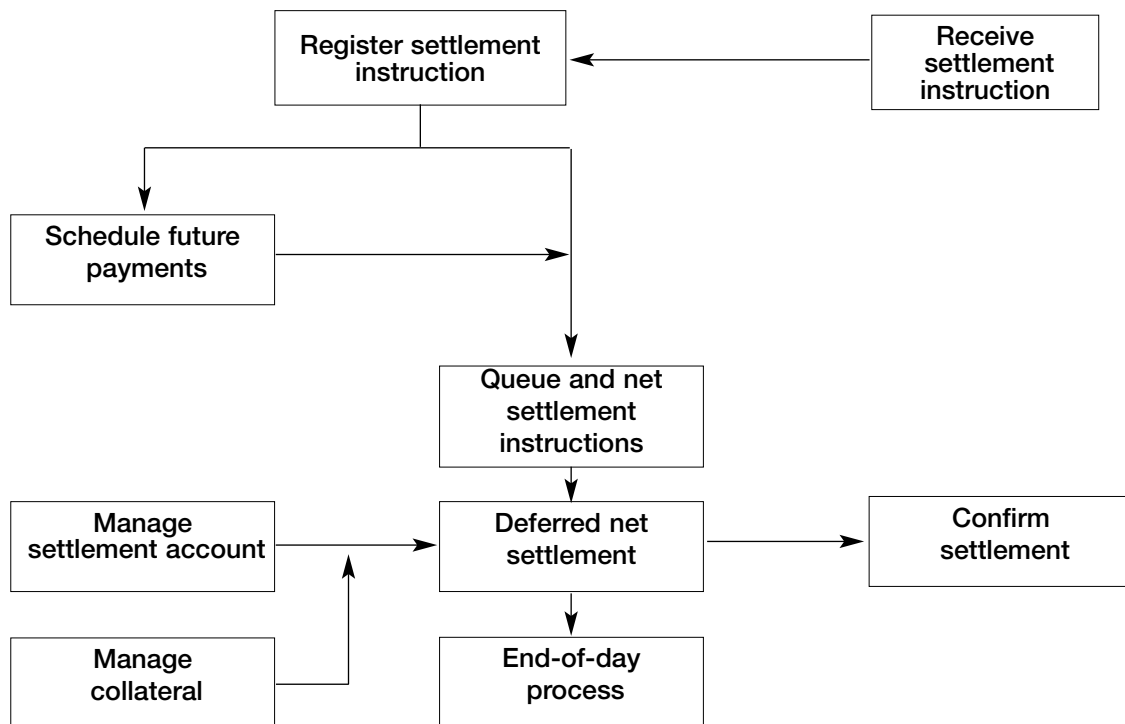 Register settlement
instruction
Receive
settlement
instruction
Schedule future
payments
Queue and net
settlement
instructions
Manage
settlement account
Deferred net
settlement
Confirm
settlement
Manage
collateral
End-of-day
process